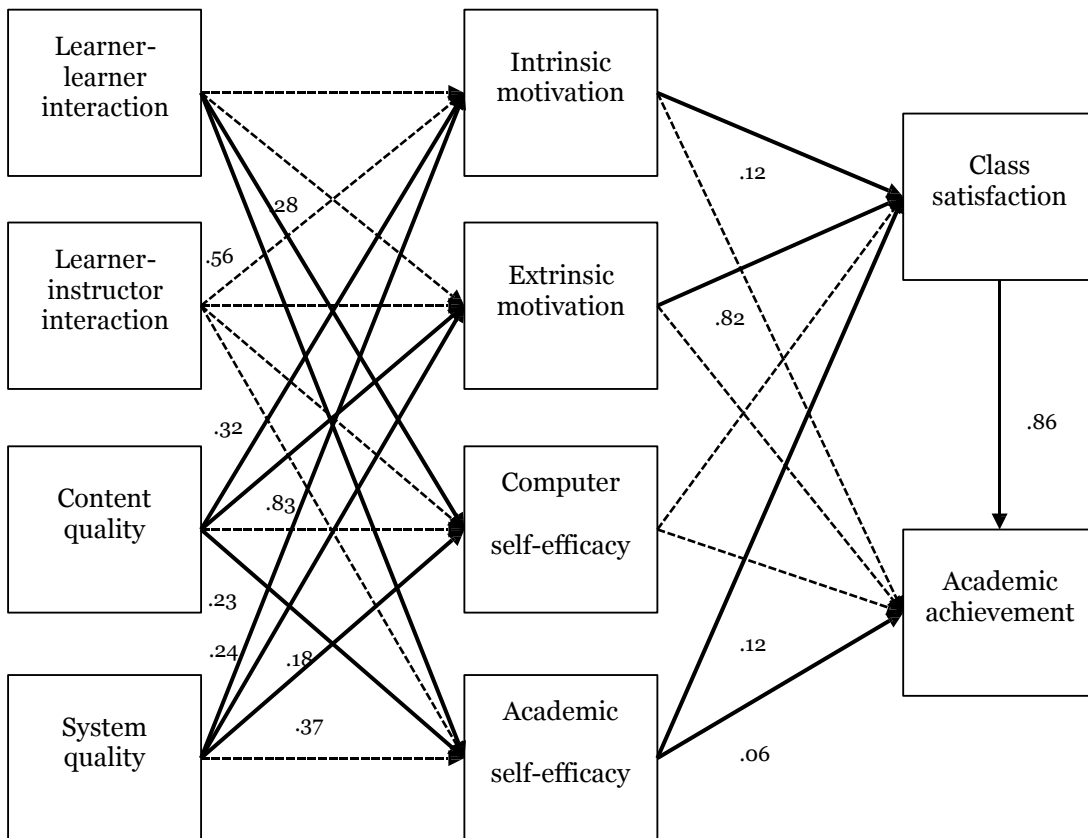 Learner-
learner
interaction
Learner-
instructor
interaction
Content
quality
System
quality
.28
.56
.32
.83
.23
.24
.18
.37
Intrinsic
motivation
Extrinsic
motivation
Computer
self-efficacy
Academic
self-efficacy
.12
.82
.12
.06
Class
satisfaction
.86
Academic
achievement